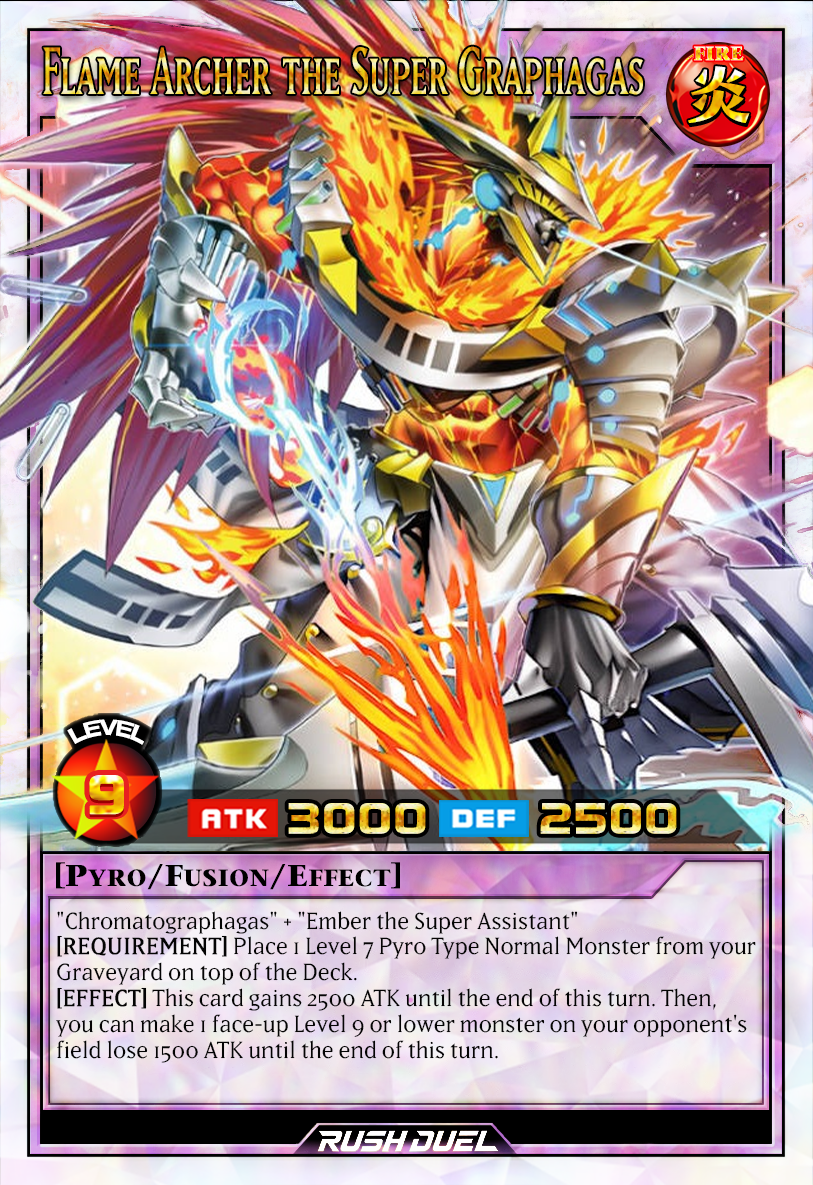 Flame Archer the Super Graphagas
FIRE
炎
LEVEL
9
ATK 3000 DEF 2500
[Pyro/Fusion/Effect]
"Chromatographagas" + "Ember the Super Assistant"
[REQUIREMENT] Place 1 Level 7 Pyro Type Normal Monster from your
Graveyard on top of the Deck.
[EFFECT] This card gains 2500 ATK until the end of this turn. Then,
you can make 1 face-up Level 9 or lower monster on your opponent's
field lose 1500 ATK until the end of this turn.
RUSH DUEL